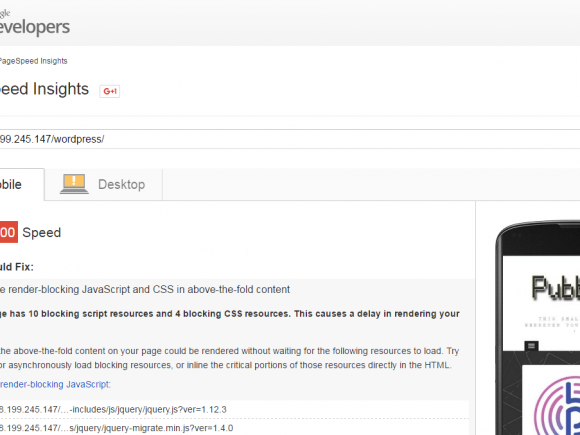 gle
evelopers
PageSpeed Insights
eed Insights
G+1
99.245.147/wordpress/
bile
Desktop
00 Speed
uld Fix:
e render-blocking JavaScript and CSS in above-the-fold content
ge has 10 blocking script resources and 4 blocking CSS resources. This causes a delay in rendering your
the above-the-fold content on your page could be rendered without waiting for the following resources to load. Try
or asynchronously load blocking resources, or inline the critical portions of those resources directly in the HTML.
render-blocking JavaScript:
8.199.245.147/…-includes/js/jquery/jquery.js?ver=1.12.3
8.199.245.147/…s/jquery/jquery-migrate.min.js?ver=1.4.0
Pubb
THIS SMAL